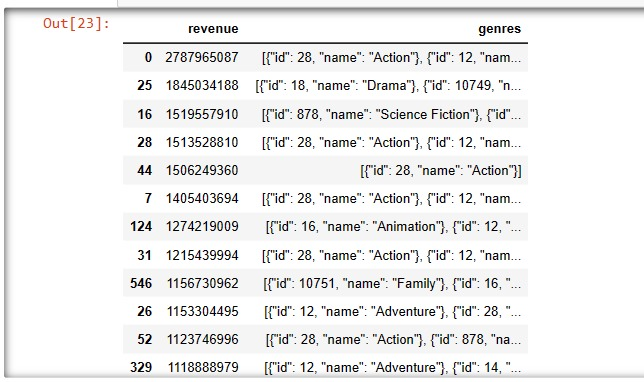 Out[23]:
revenue genres
0 2787965087 [{"id": 28, "name": "Action"}, {"id": 12, "nam...
25 1845034188 [{"id": 18, "name": "Drama"}, {"id": 10749, "n...
16 1519557910 [{"id": 878, "name": "Science Fiction"}, {"id"...
28 1513528810 [{"id": 28, "name": "Action"}, {"id": 12, "nam...
44 1506249360 [{"id": 28, "name": "Action"}]
7 1405403694 [{"id": 28, "name": "Action"}, {"id": 12, "nam...
124 1274219009 [{"id": 16, "name": "Animation"}, {"id": 12, "...
31 1215439994 [{"id": 28, "name": "Action"}, {"id": 12, "nam...
546 1156730962 [{"id": 10751, "name": "Family"}, {"id": 16, "...
26 1153304495 [{"id": 12, "name": "Adventure"}, {"id": 28, "...
52 1123746996 [{"id": 28, "name": "Action"}, {"id": 878, "na...
329 1118888979 [{"id": 12, "name": "Adventure"}, {"id": 14, "...